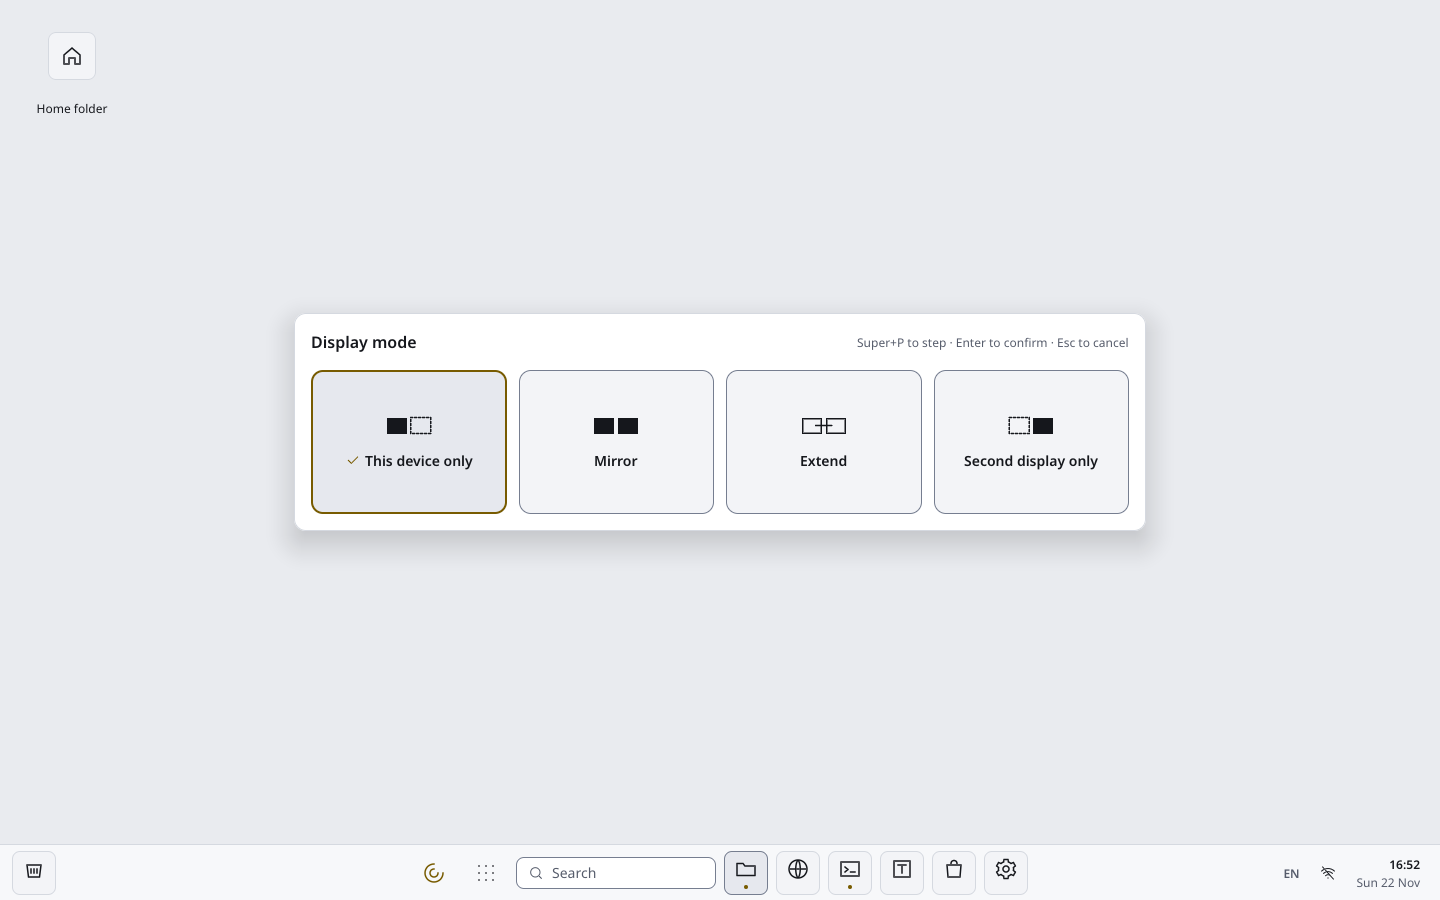 Home folder
Display mode
Super+P to step · Enter to confirm · Esc to cancel
This device only
Mirror
Extend
Second display only
Search
EN
16:52
Sun 22 Nov